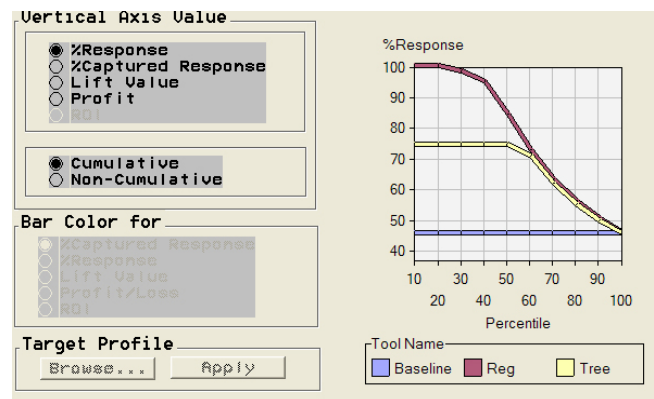 Vertical Axis Value
%Response
%Captured Response
Lift Value
Profit
ROI
Cumulative
Non-Cumulative
Bar Color for
%Captured Response
%Response
Lift Value
Profit/Loss
ROI
Target Profile
Browse... Apply
%Response
100
90
80
70
60
50
40
10 30 50 70 90
20 40 60 80 100
Percentile
Tool Name
Baseline Reg Tree